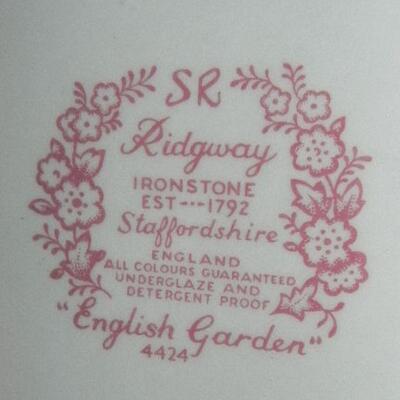 SR
Ridgway
IRONSTONE
EST---1792
Staffordshire
ENGLAND
ALL COLOURS GUARANTEED
UNDERGLAZE AND
DETERGENT PROOF
"English Garden"
4424